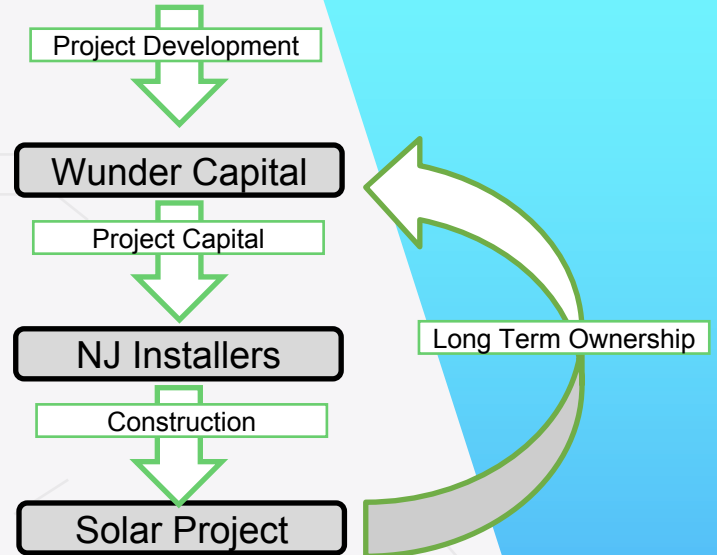 Project Development
Wunder Capital
Project Capital
NJ Installers
Long Term Ownership
Construction
Solar Project